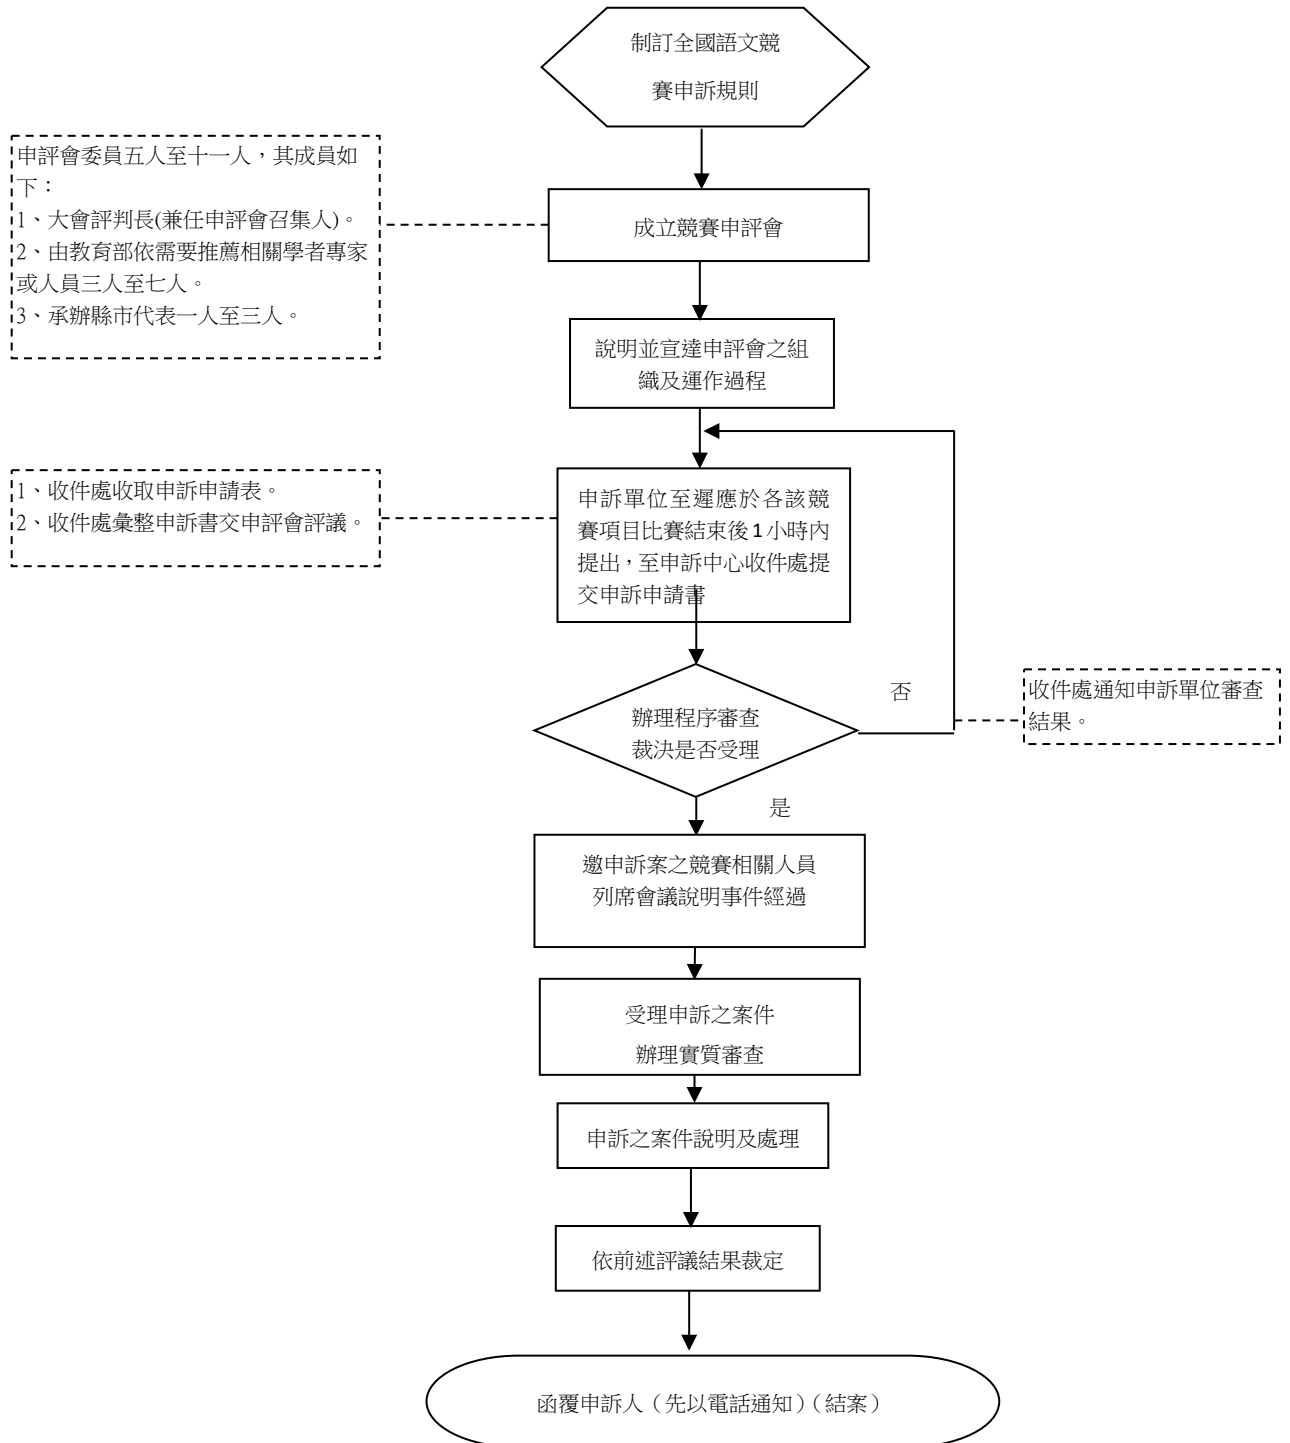 制訂全國語文競
賽申訴規則
申評會委員五人至十一人，其成員如
下：
1、大會評判長(兼任申評會召集人)。
2、由教育部依需要推薦相關學者專家
或人員三人至七人。
3、承辦縣市代表一人至三人。
成立競賽申評會
說明並宣達申評會之組
織及運作過程
1、收件處收取申訴申請表。
2、收件處彙整申訴書交申評會評議。
申訴單位至遲應於各該競
賽項目比賽結束後1小時內
提出，至申訴中心收件處提
交申訴申請書
辦理程序審查
裁決是否受理
否
收件處通知申訴單位審查
結果。
是
邀申訴案之競賽相關人員
列席會議說明事件經過
受理申訴之案件
辦理實質審查
申訴之案件說明及處理
依前述評議結果裁定
函覆申訴人（先以電話通知）（結案）